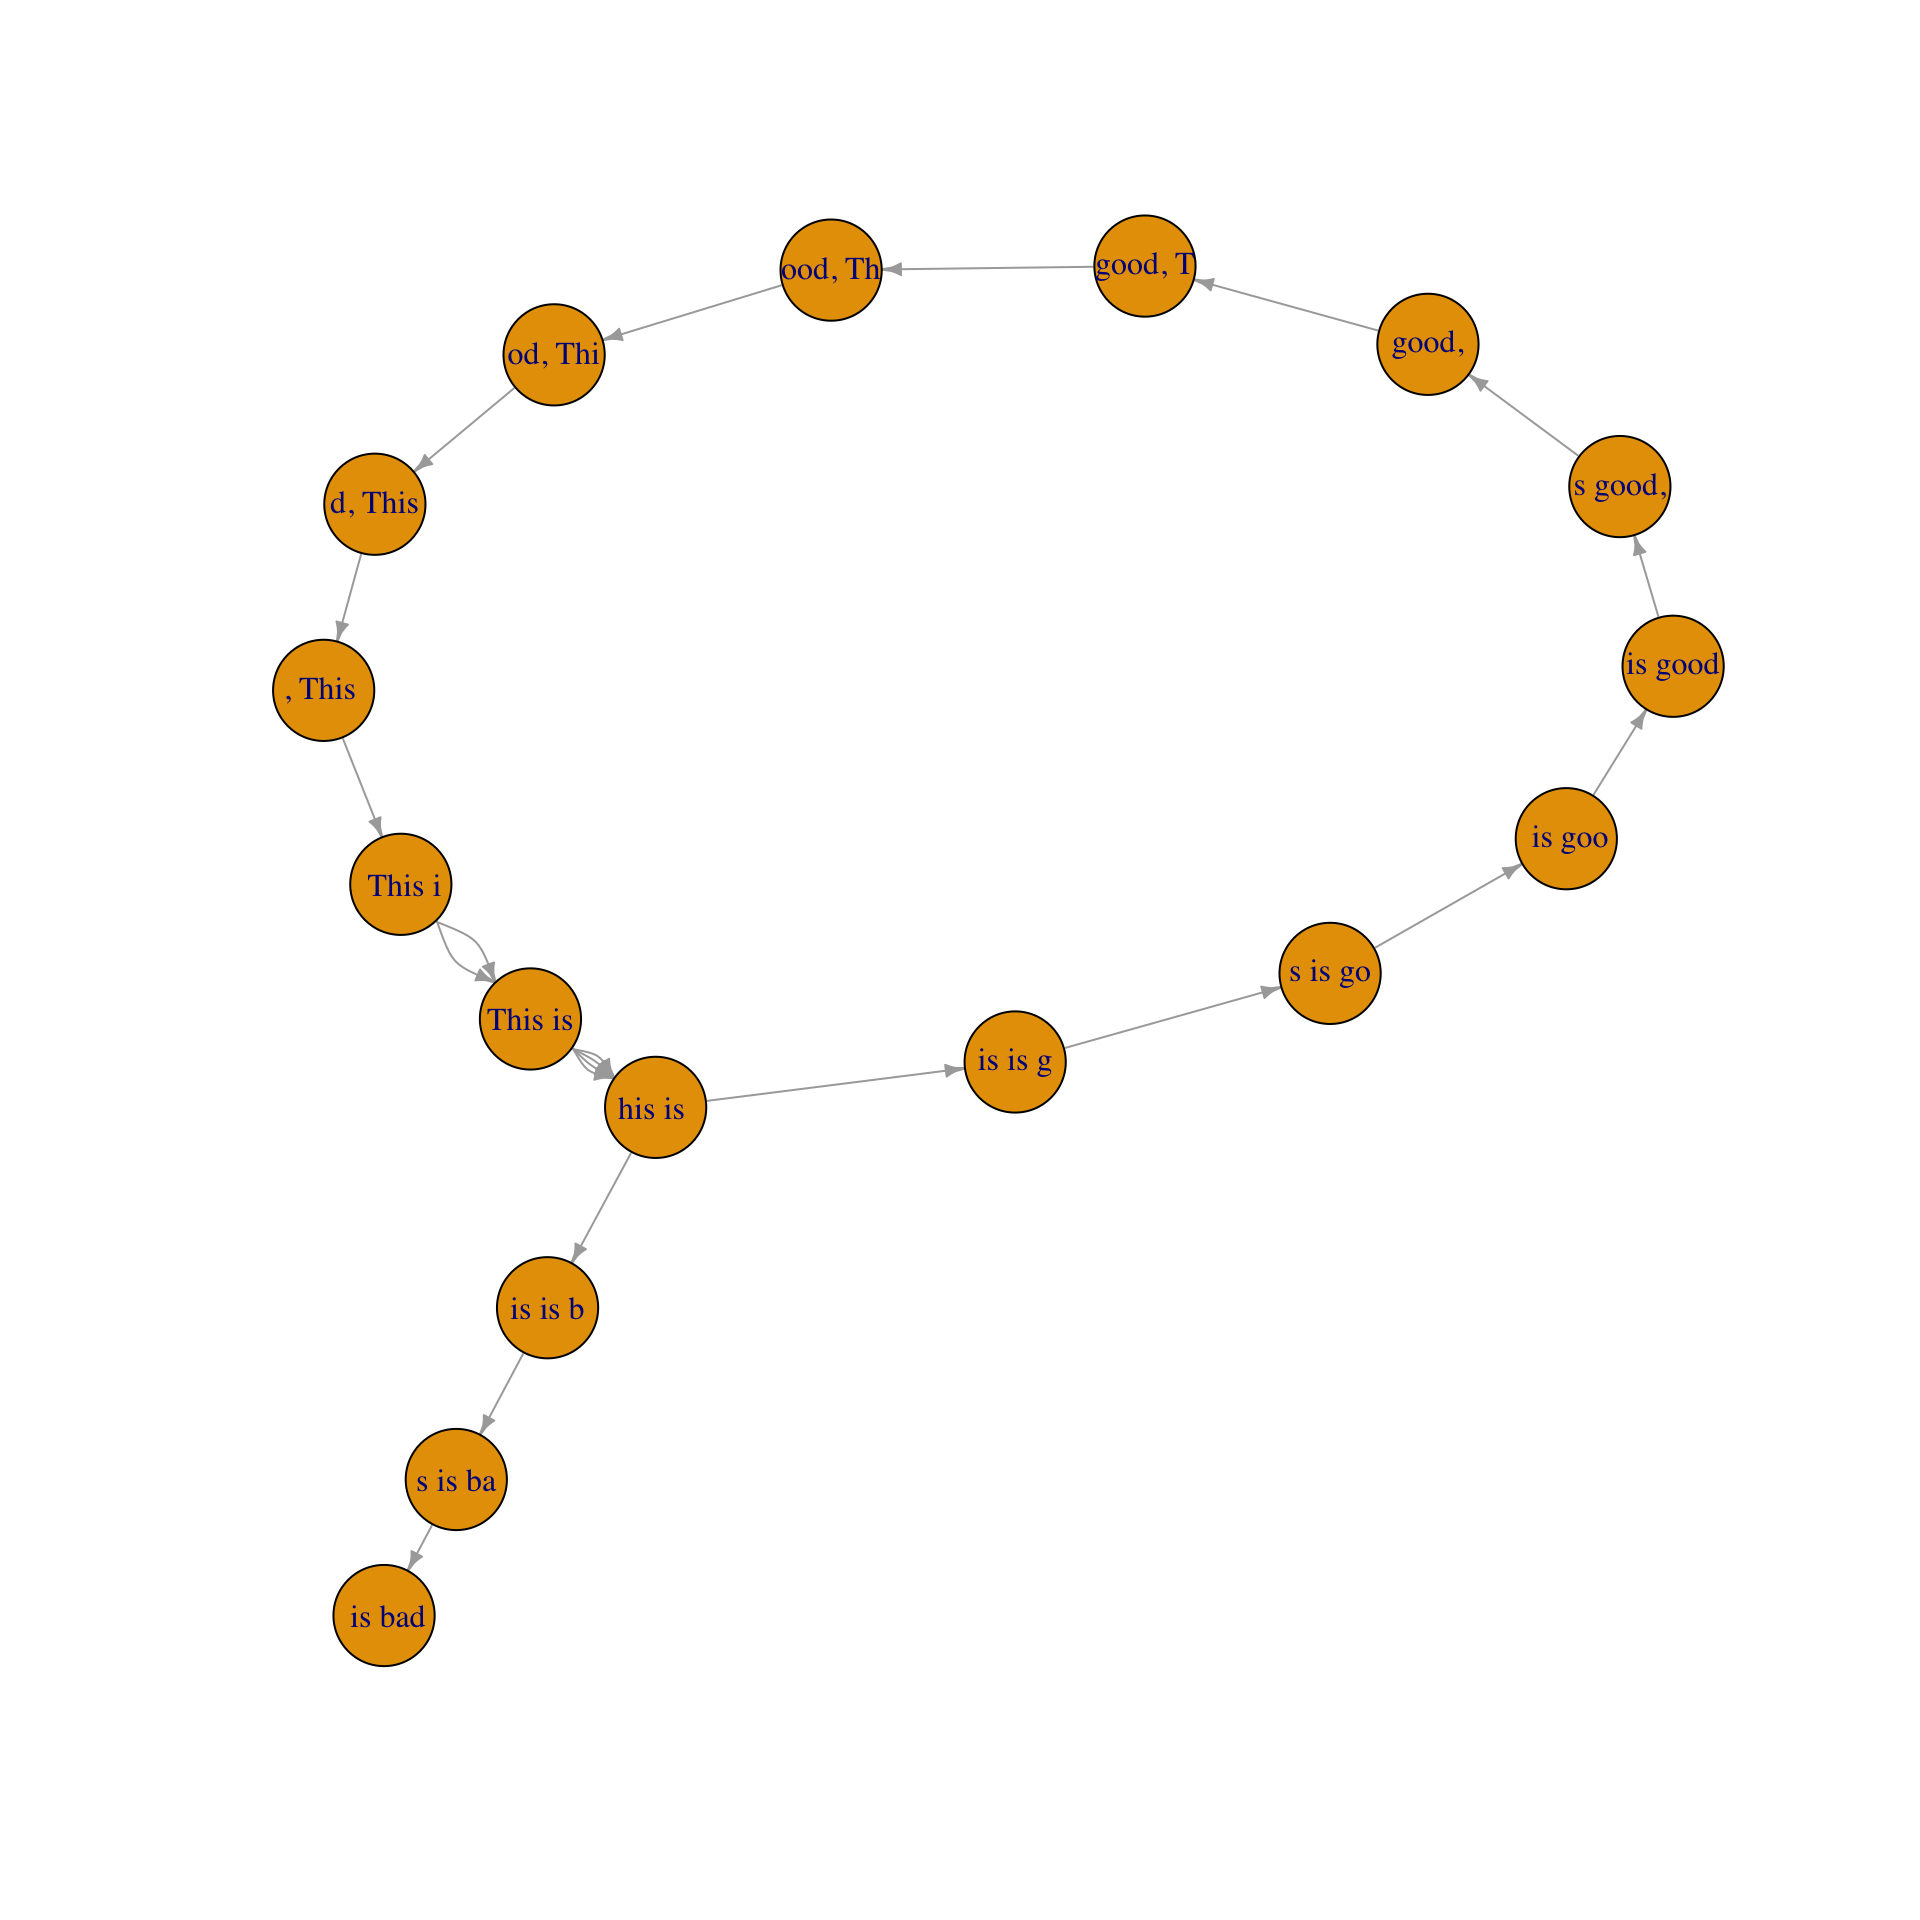 good, T
ood, Th
good,
od, Thi
s good,
d, This
is good
, This
is goo
This i
s is go
This is
is is g
his is
is is b
s is ba
is bad